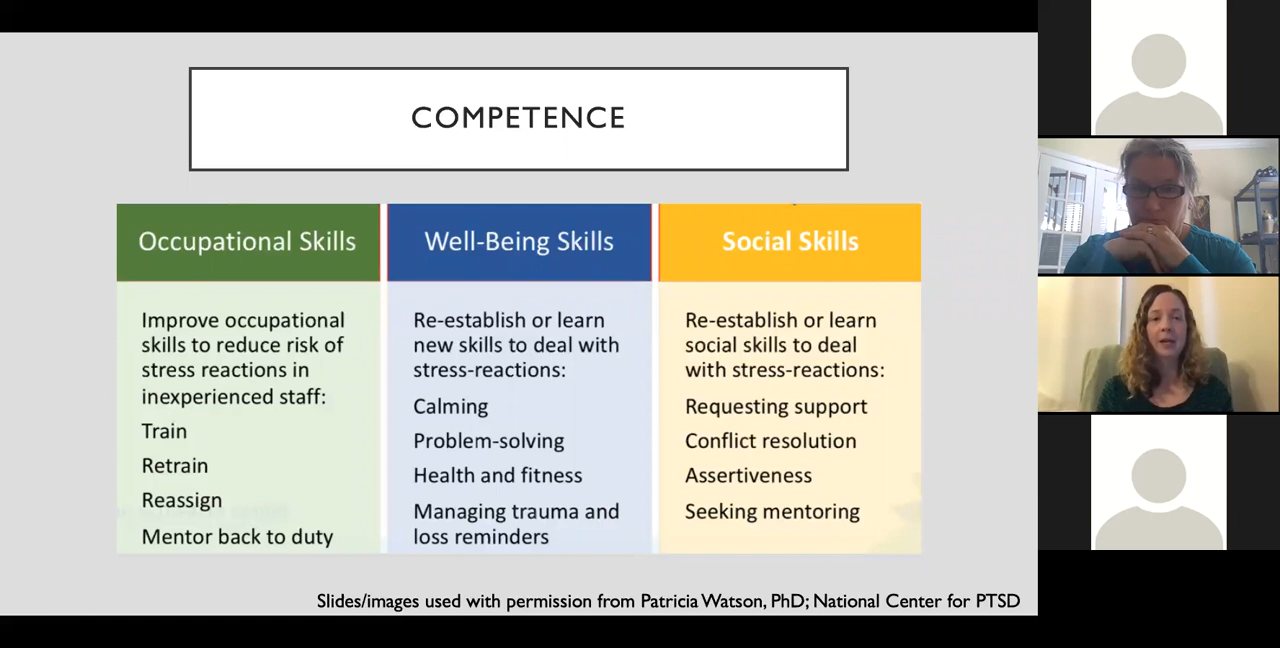 COMPETENCE
Occupational Skills
Improve occupational
skills to reduce risk of
stress reactions in
inexperienced staff:
Train
Retrain
Reassign
Mentor back to duty
Well-Being Skills
Re-establish or learn
new skills to deal with
stress-reactions:
Calming
Problem-solving
Health and fitness
Managing trauma and
loss reminders
Social Skills
Re-establish or learn
social skills to deal
with stress-reactions:
Requesting support
Conflict resolution
Assertiveness
Seeking mentoring
Slides/images used with permission from Patricia Watson, PhD; National Center for PTSD